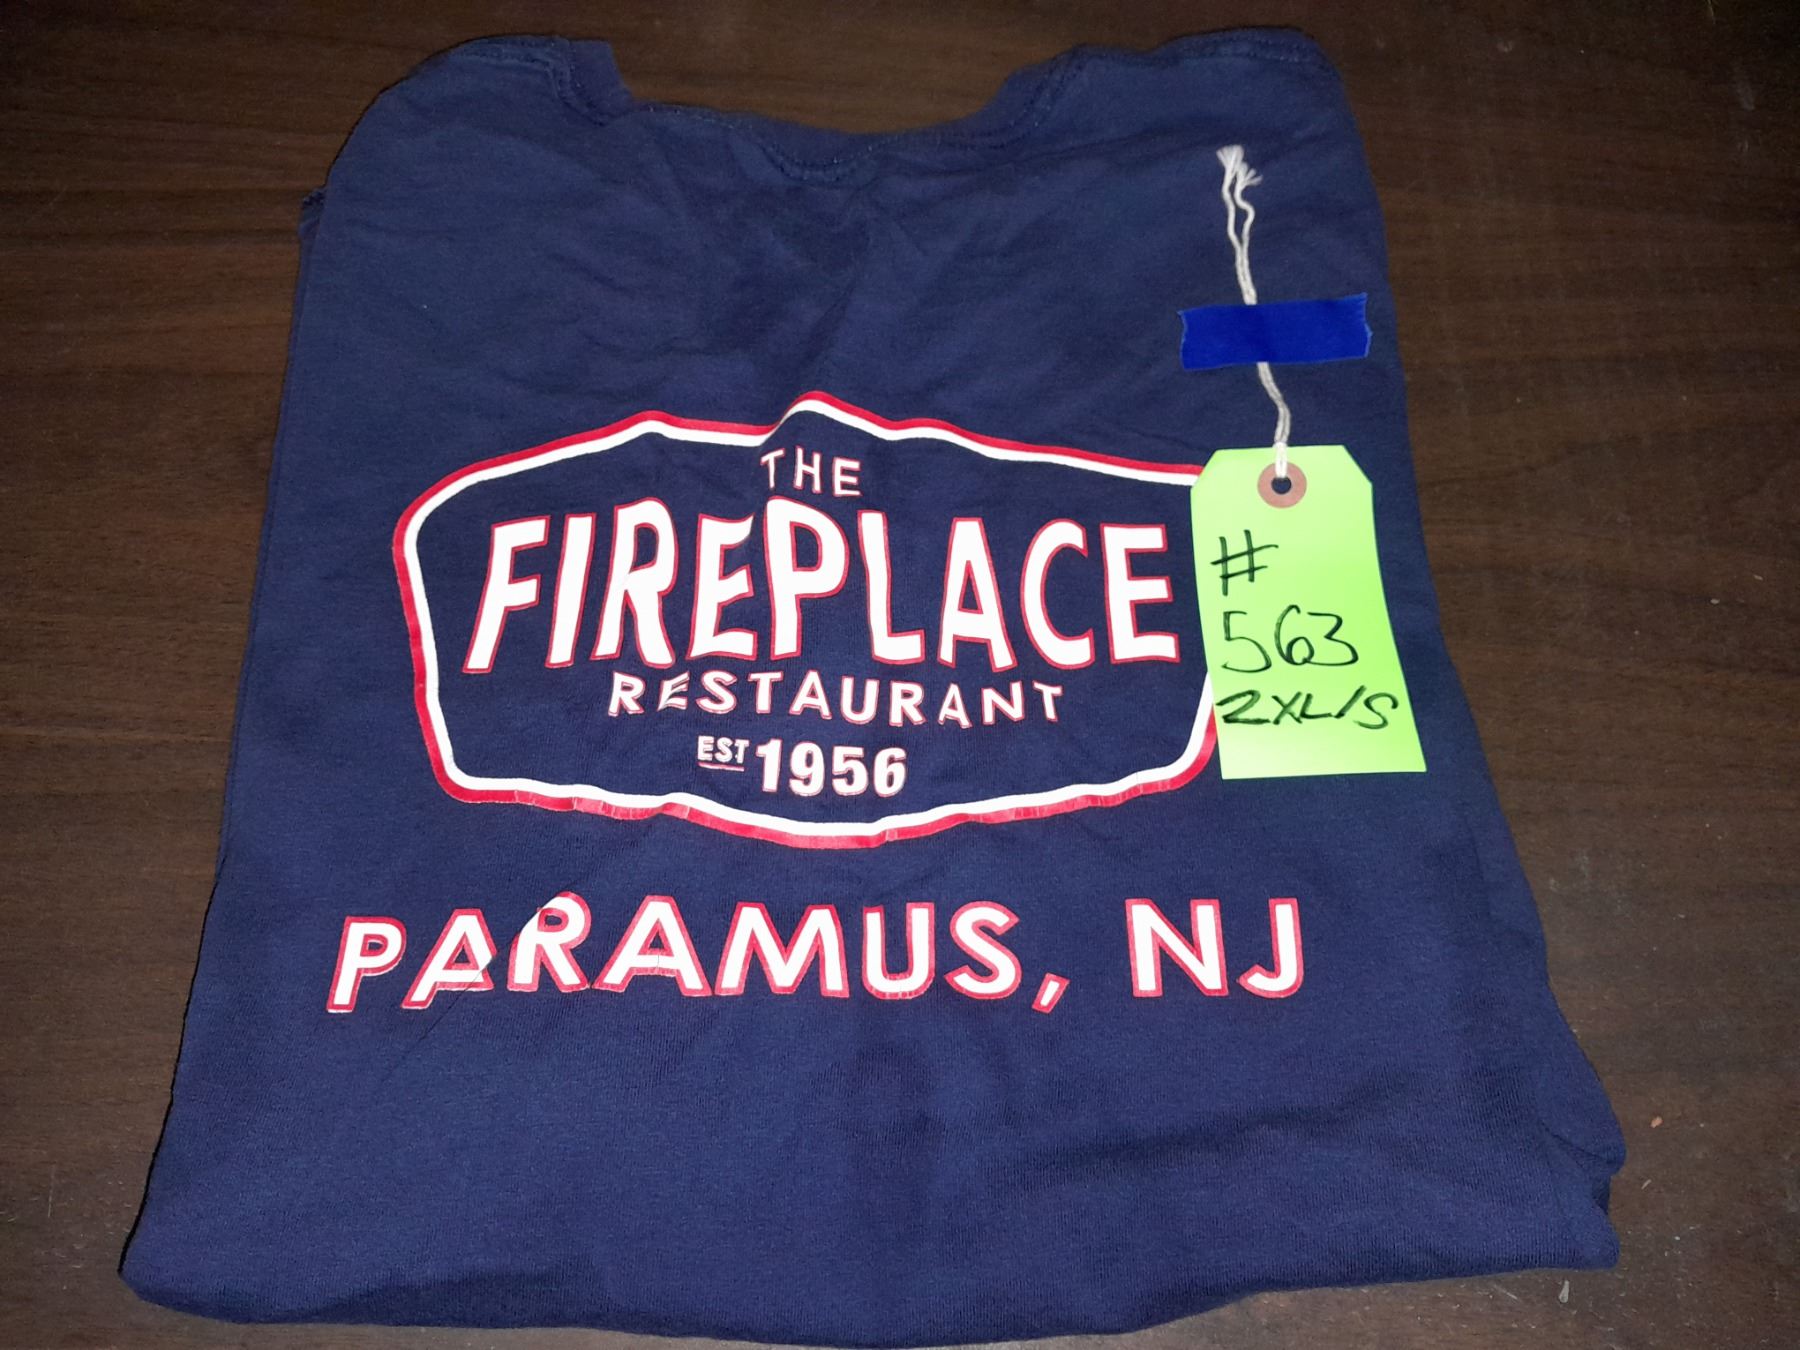 THE
FIREPLACE
RESTAURANT
EST 1956
PARAMUS, NJ
#
563
2XL/S